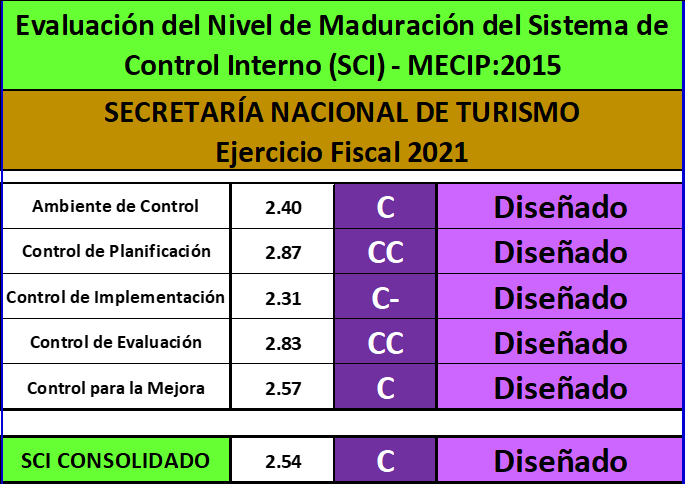 Evaluación del Nivel de Maduración del Sistema de
Control Interno (SCI) - MECIP:2015
SECRETARÍA NACIONAL DE TURISMO
Ejercicio Fiscal 2021
Ambiente de Control 2.40 C Diseñado
Control de Planificación 2.87 CC Diseñado
Control de Implementación 2.31 C- Diseñado
Control de Evaluación 2.83 CC Diseñado
Control para la Mejora 2.57 C Diseñado
SCI CONSOLIDADO 2.54 C Diseñado